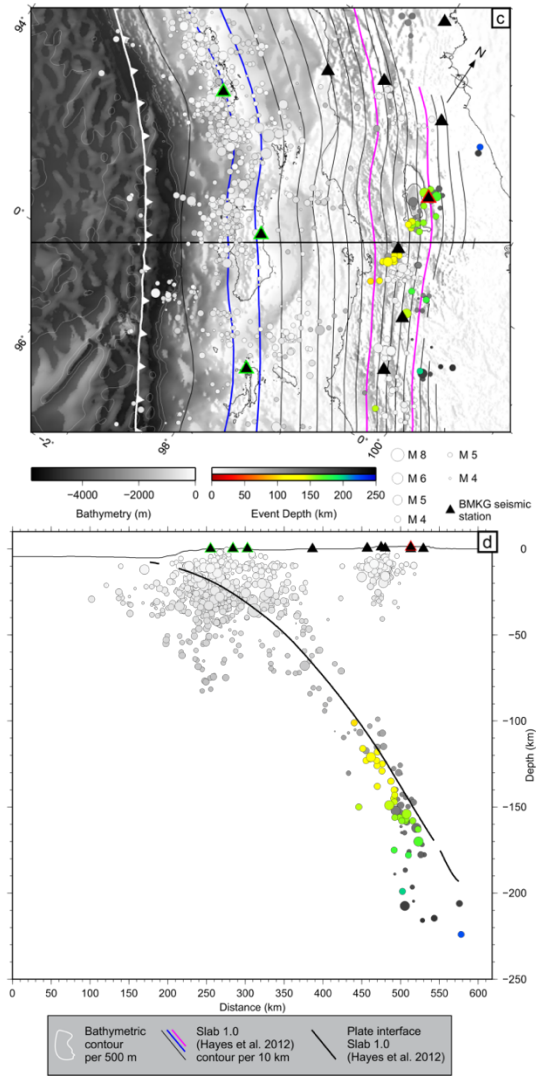 94°
c
N
0°
96°
-2°
98°
0°
100°
M 8
M 6
M 5
M 4
M 5
M 4
BMKG seismic
station
−4000 −2000 0
Bathymetry (m)
0 50 100 150 200 250
Event Depth (km)
d
0
−50
−100
−150
−200
−250
Depth (km)
0 50 100 150 200 250 300 350 400 450 500 550 600
Distance (km)
Bathymetric
contour
per 500 m
Slab 1.0
(Hayes et al. 2012)
contour per 10 km
Plate interface
Slab 1.0
(Hayes et al. 2012)